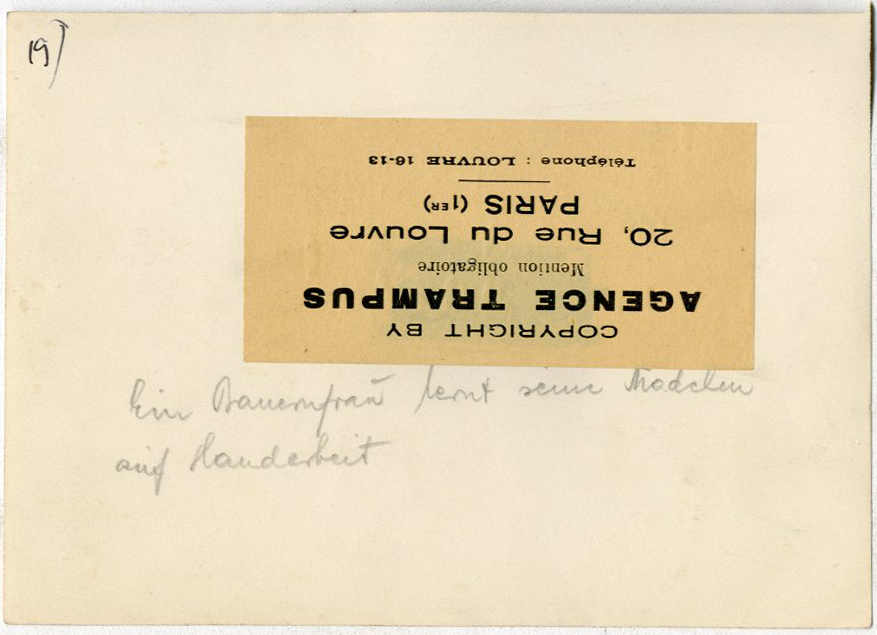 19)
COPYRIGHT BY
AGENCE TRAMPUS
Mention obligatoire
20, Rue du Louvre
PARIS (1ER)
Téléphone : LOUVRE 16-13
Ein Bauernfrau lernt seine Mädchen
auf Handarbeit